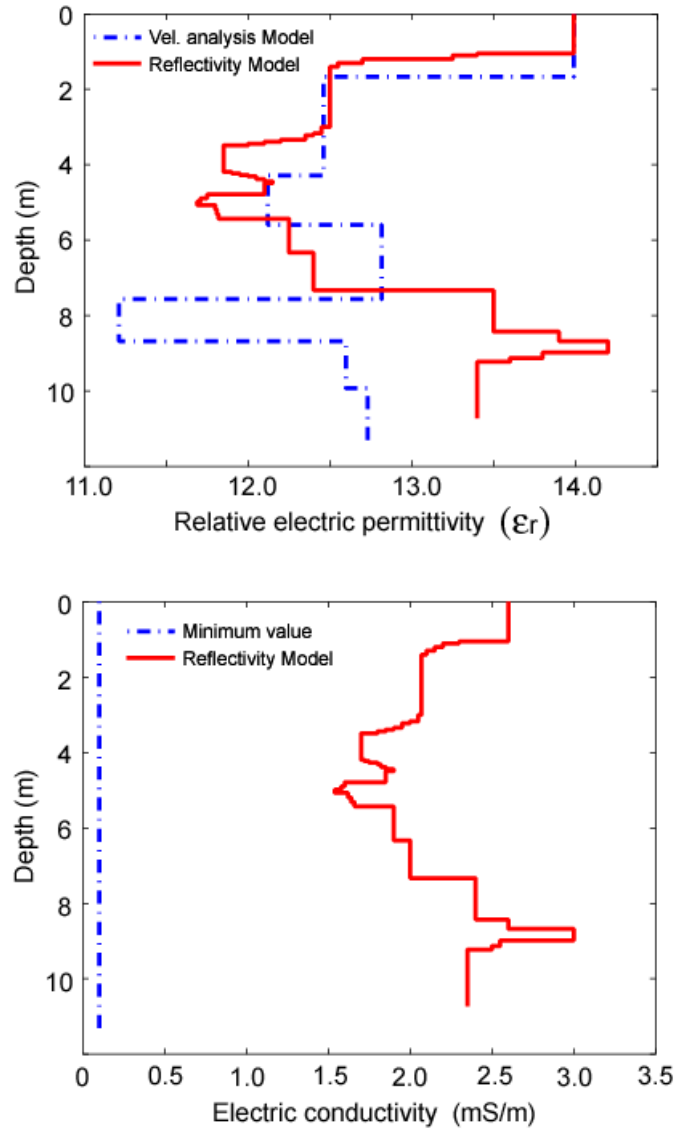 0
2
4
6
8
10
Depth (m)
Vel. analysis Model
Reflectivity Model
11.0 12.0 13.0 14.0
Relative electric permittivity (εr)
0
2
4
6
8
10
Depth (m)
Minimum value
Reflectivity Model
0 0.5 1.0 1.5 2.0 2.5 3.0 3.5
Electric conductivity (mS/m)